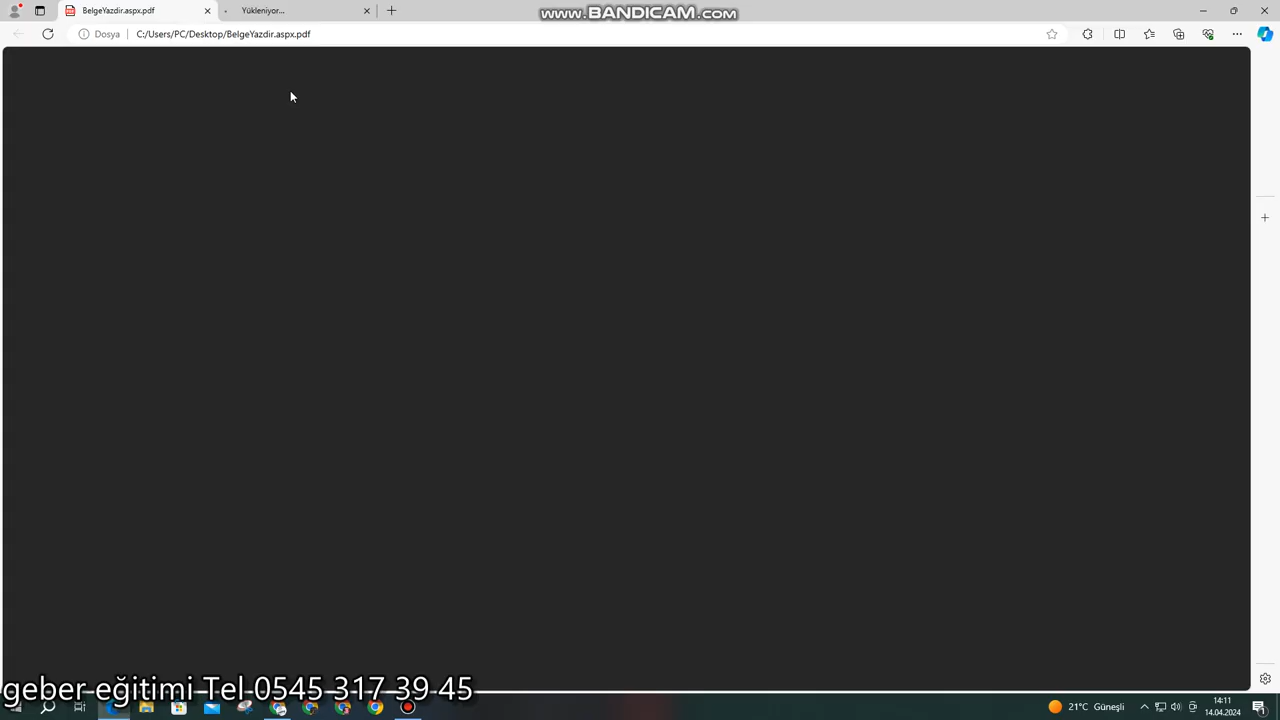 BelgeYazdir.aspx.pdf
Yükleniyor...
www.BANDICAM.com
Dosya
C:/Users/PC/Desktop/BelgeYazdir.aspx.pdf
geber eğitimi Tel 0545 317 39 45
21°C Güneşli
14:11
14.04.2024
1